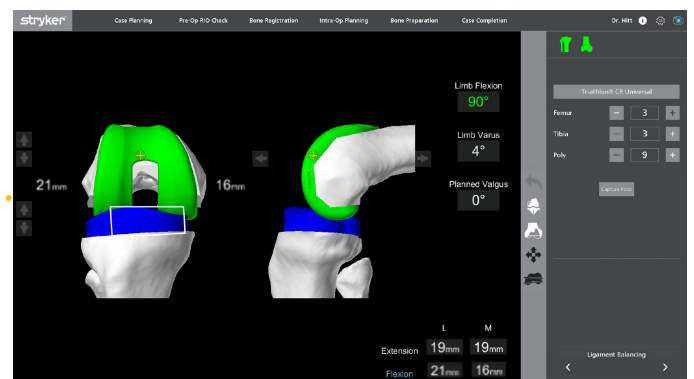 stryker
Case Planning Pre-Op RIO Check Bone Registration Intra-Op Planning Bone Preparation Case Completion Dr. Hitt
Limb Flexion
90°
Triathlon® CR Universal
Femur − 3 +
Limb Varus
4°
Tibia − 3 +
Poly − 9 +
21mm
16mm
Planned Valgus
0°
Capture Pose
L M
Extension 19mm 19mm
Flexion 21mm 16mm
Ligament Balancing
< >